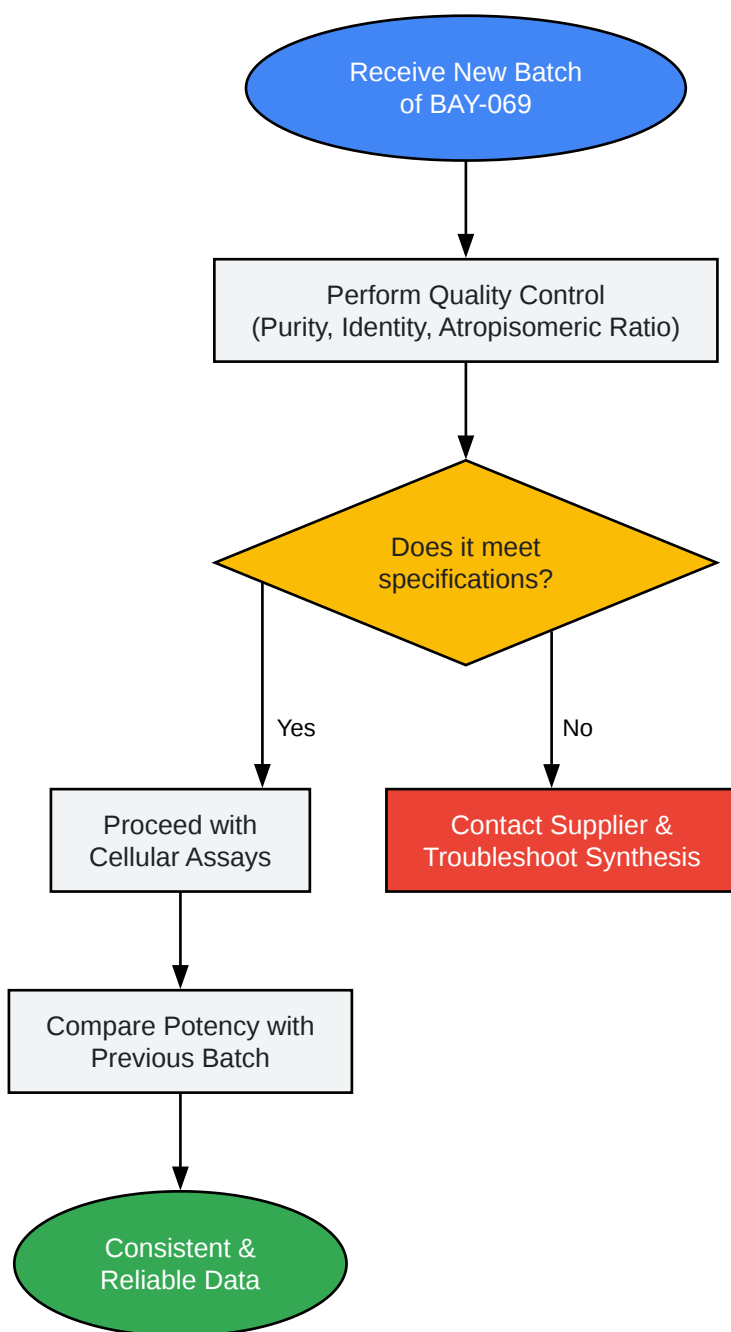 Receive New Batch
of BAY-069
Perform Quality Control
(Purity, Identity, Atropisomeric Ratio)
Does it meet
specifications?
Yes
No
Proceed with
Cellular Assays
Contact Supplier &
Troubleshoot Synthesis
Compare Potency with
Previous Batch
Consistent &
Reliable Data